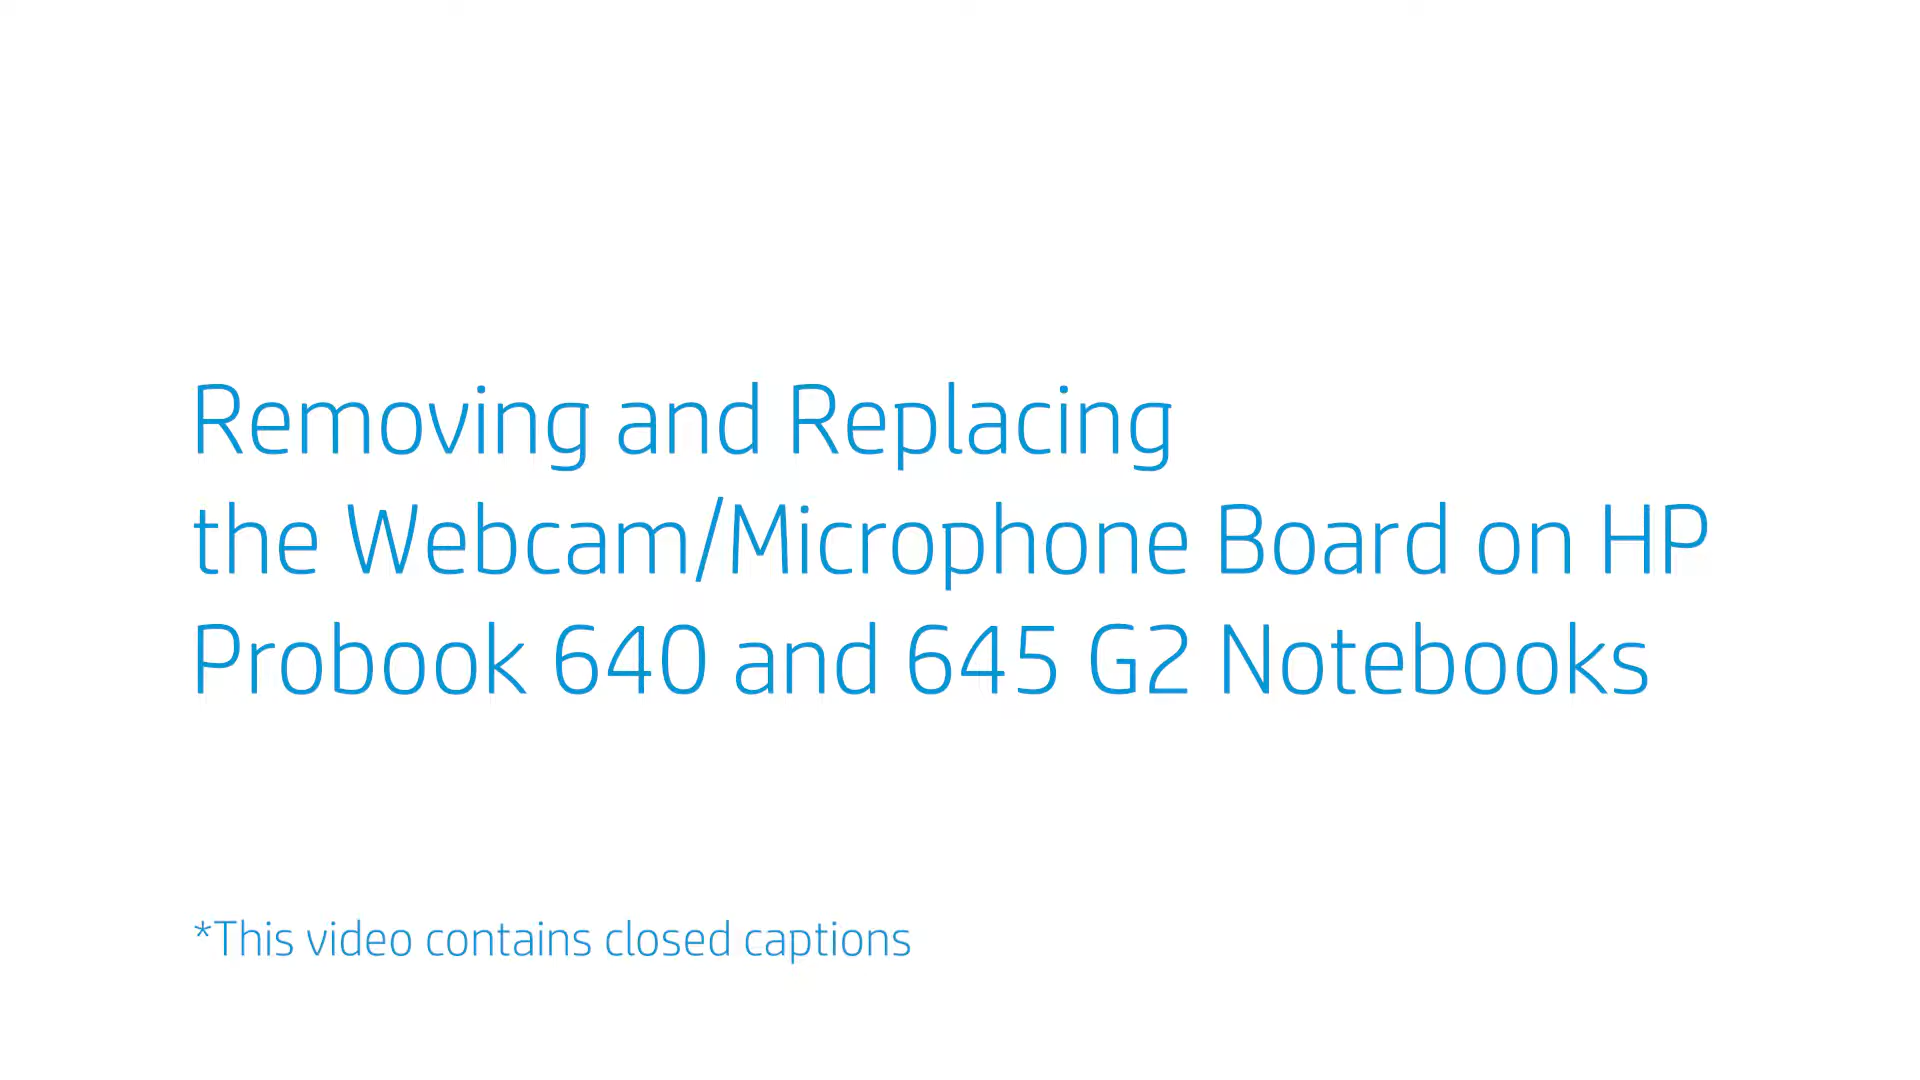 Removing and Replacing
the Webcam/Microphone Board on HP
Probook 640 and 645 G2 Notebooks
*This video contains closed captions